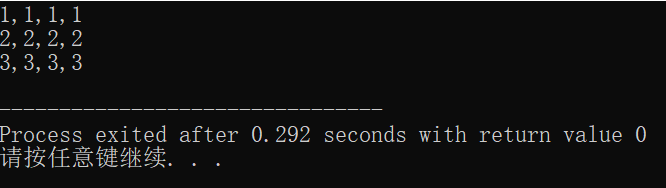 1,1,1,1
2,2,2,2
3,3,3,3
--------------------------------
Process exited after 0.292 seconds with return value 0
请按任意键继续. . .